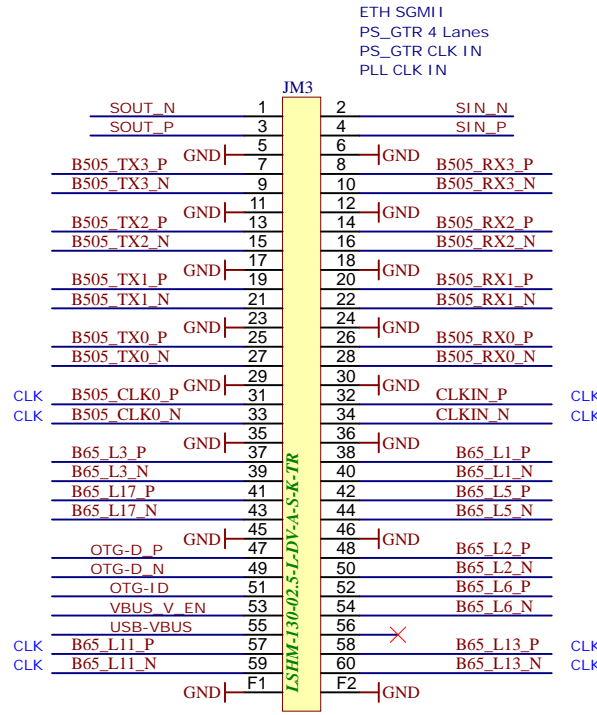 ETH SGMII
PS_GTR 4 Lanes
PS_GTR CLK IN
PLL CLK IN
JM3
SOUT_N 1 2 SIN_N
SOUT_P 3 4 SIN_P
GND 5 6 GND
B505_TX3_P 7 8 B505_RX3_P
B505_TX3_N 9 10 B505_RX3_N
GND 11 12 GND
B505_TX2_P 13 14 B505_RX2_P
B505_TX2_N 15 16 B505_RX2_N
GND 17 18 GND
B505_TX1_P 19 20 B505_RX1_P
B505_TX1_N 21 22 B505_RX1_N
GND 23 24 GND
B505_TX0_P 25 26 B505_RX0_P
B505_TX0_N 27 28 B505_RX0_N
GND 29 30 GND
CLK B505_CLK0_P 31 32 CLKIN_P CLK
CLK B505_CLK0_N 33 34 CLKIN_N CLK
GND 35 36 GND
B65_L3_P 37 38 B65_L1_P
B65_L3_N 39 40 B65_L1_N
B65_L17_P 41 42 B65_L5_P
B65_L17_N 43 44 B65_L5_N
GND 45 46 GND
OTG-D_P 47 48 B65_L2_P
OTG-D_N 49 50 B65_L2_N
OTG-ID 51 52 B65_L6_P
VBUS_V_EN 53 54 B65_L6_N
USB-VBUS 55 56
CLK B65_L11_P 57 58 B65_L13_P CLK
CLK B65_L11_N 59 60 B65_L13_N CLK
GND F1 F2 GND
LSHM-130-02.5-L-DV-A-S-K-TR